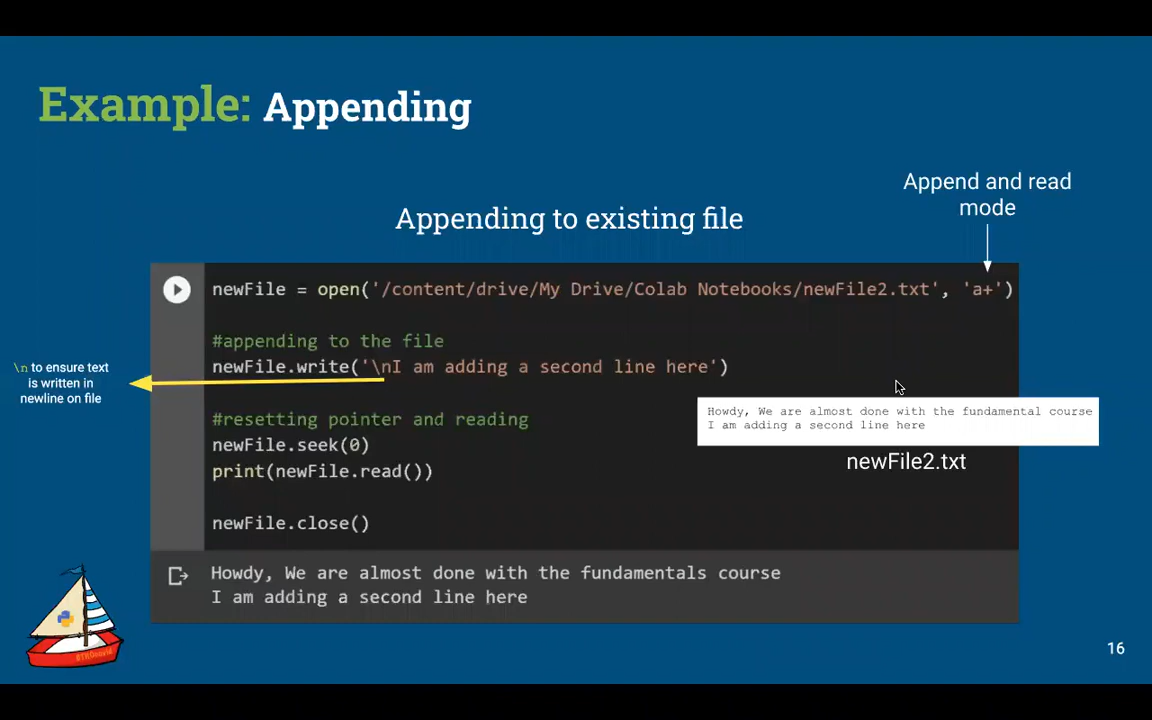 Example: Appending
Append and read
mode
Appending to existing file
newFile = open('/content/drive/My Drive/Colab Notebooks/newFile2.txt', 'a+')
#appending to the file
newFile.write('\nI am adding a second line here')
\n to ensure text
is written in
newline on file
#resetting pointer and reading
newFile.seek(0)
print(newFile.read())
newFile.close()
Howdy, We are almost done with the fundamental course
I am adding a second line here
newFile2.txt
Howdy, We are almost done with the fundamentals course
I am adding a second line here
16